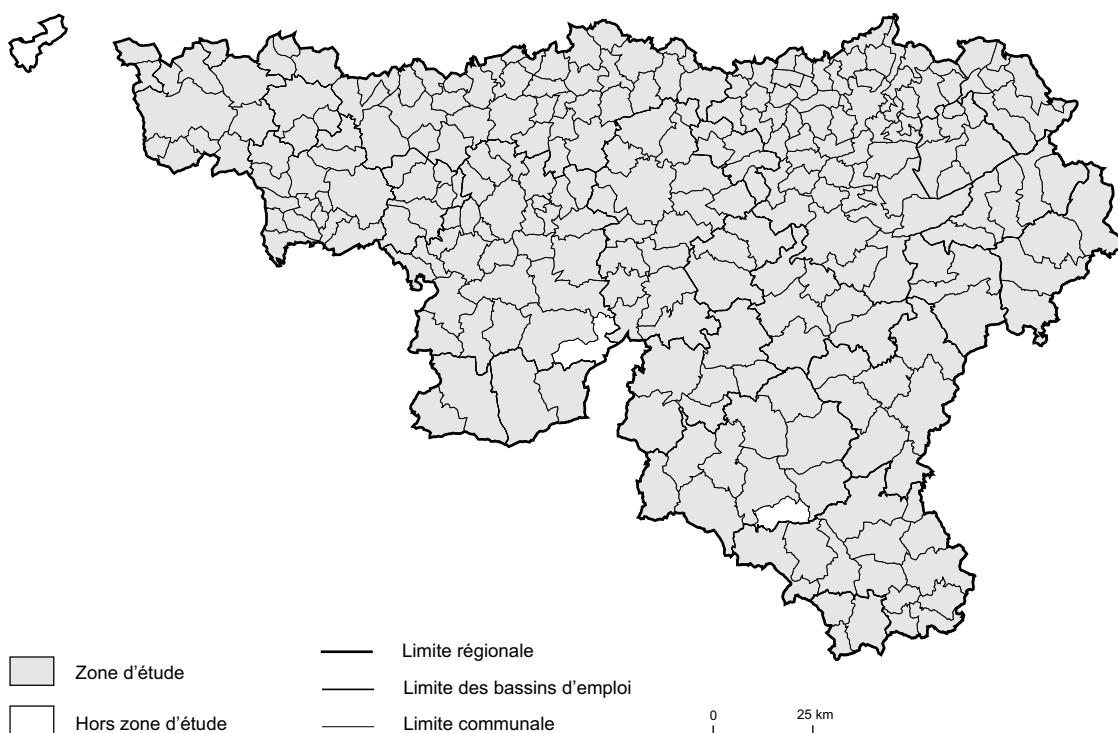 Zone d'étude
Hors zone d'étude
Limite régionale
Limite des bassins d'emploi
Limite communale
0 25 km